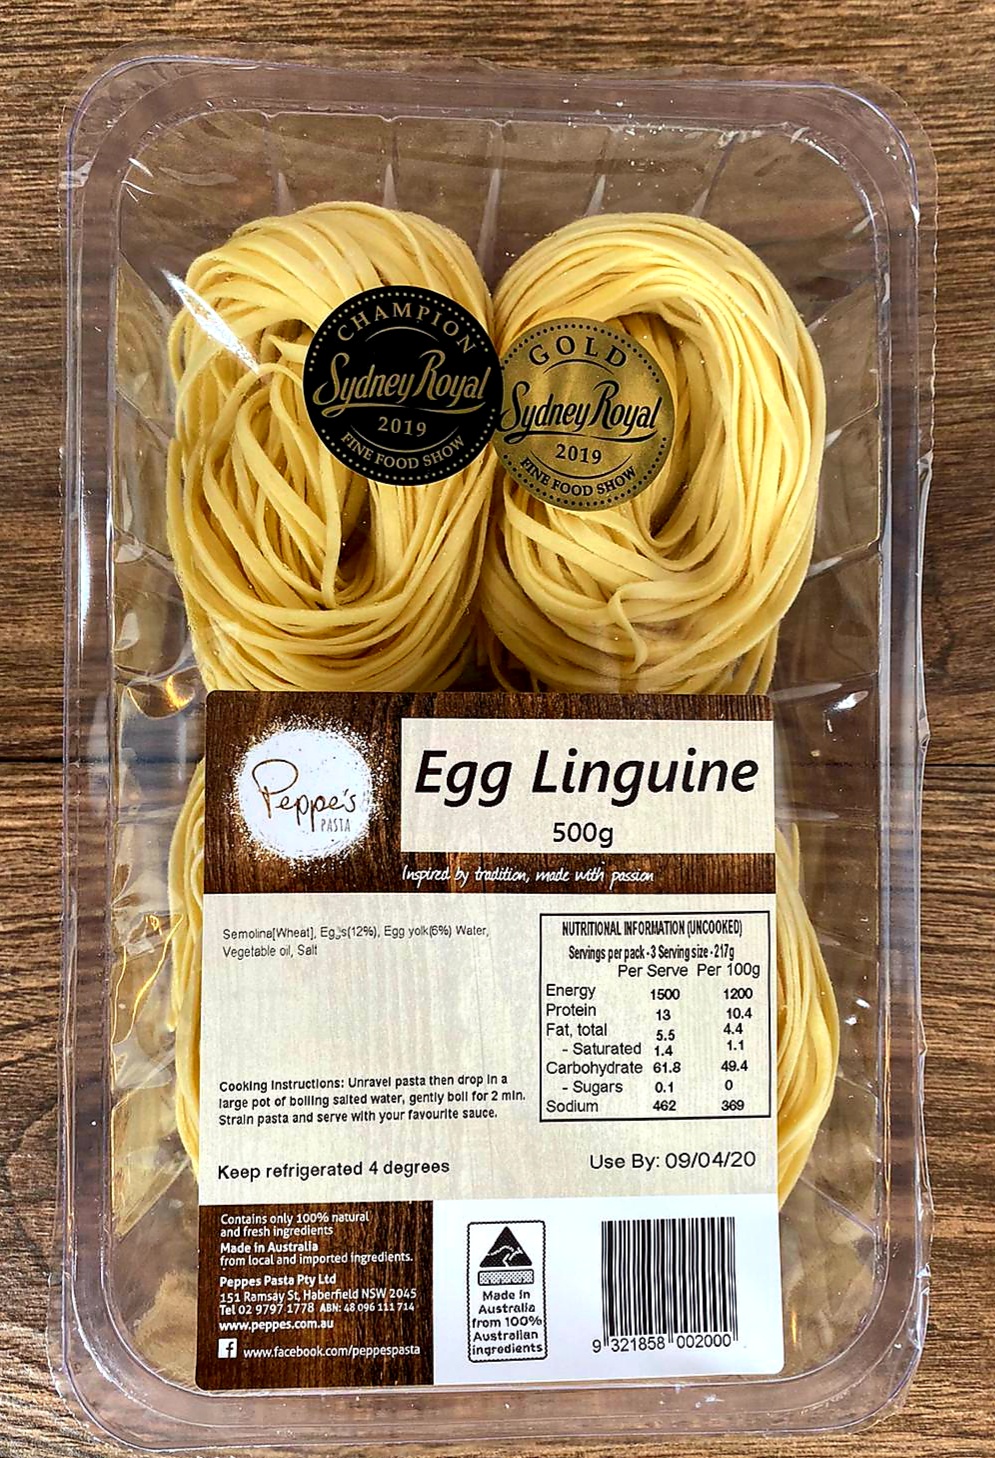 CHAMPION
Sydney Royal
2019
FINE FOOD SHOW
GOLD
Sydney Royal
2019
FINE FOOD SHOW
Peppe's
PASTA
Egg Linguine
500g
Inspired by tradition, made with passion
Semolina[Wheat], Eggs(12%), Egg yolk(6%) Water,
Vegetable oil, Salt
NUTRITIONAL INFORMATION (UNCOOKED)
Servings per pack - 3 Serving size - 217g
Per Serve Per 100g
Energy 1500 1200
Protein 13 10.4
Fat, total 5.5 4.4
- Saturated 1.4 1.1
Carbohydrate 61.8 49.4
- Sugars 0.1 0
Sodium 462 369
Cooking Instructions: Unravel pasta then drop in a
large pot of boiling salted water, gently boil for 2 min.
Strain pasta and serve with your favourite sauce.
Keep refrigerated 4 degrees
Use By: 09/04/20
Contains only 100% natural
and fresh ingredients
Made in Australia
from local and imported ingredients.
Peppes Pasta Pty Ltd
151 Ramsay St, Haberfield NSW 2045
Tel 02 9797 1778 ABN: 48 096 111 714
www.peppes.com.au
f www.facebook.com/peppespasta
Made in
Australia
from 100%
Australian
ingredients
9 321858 002000